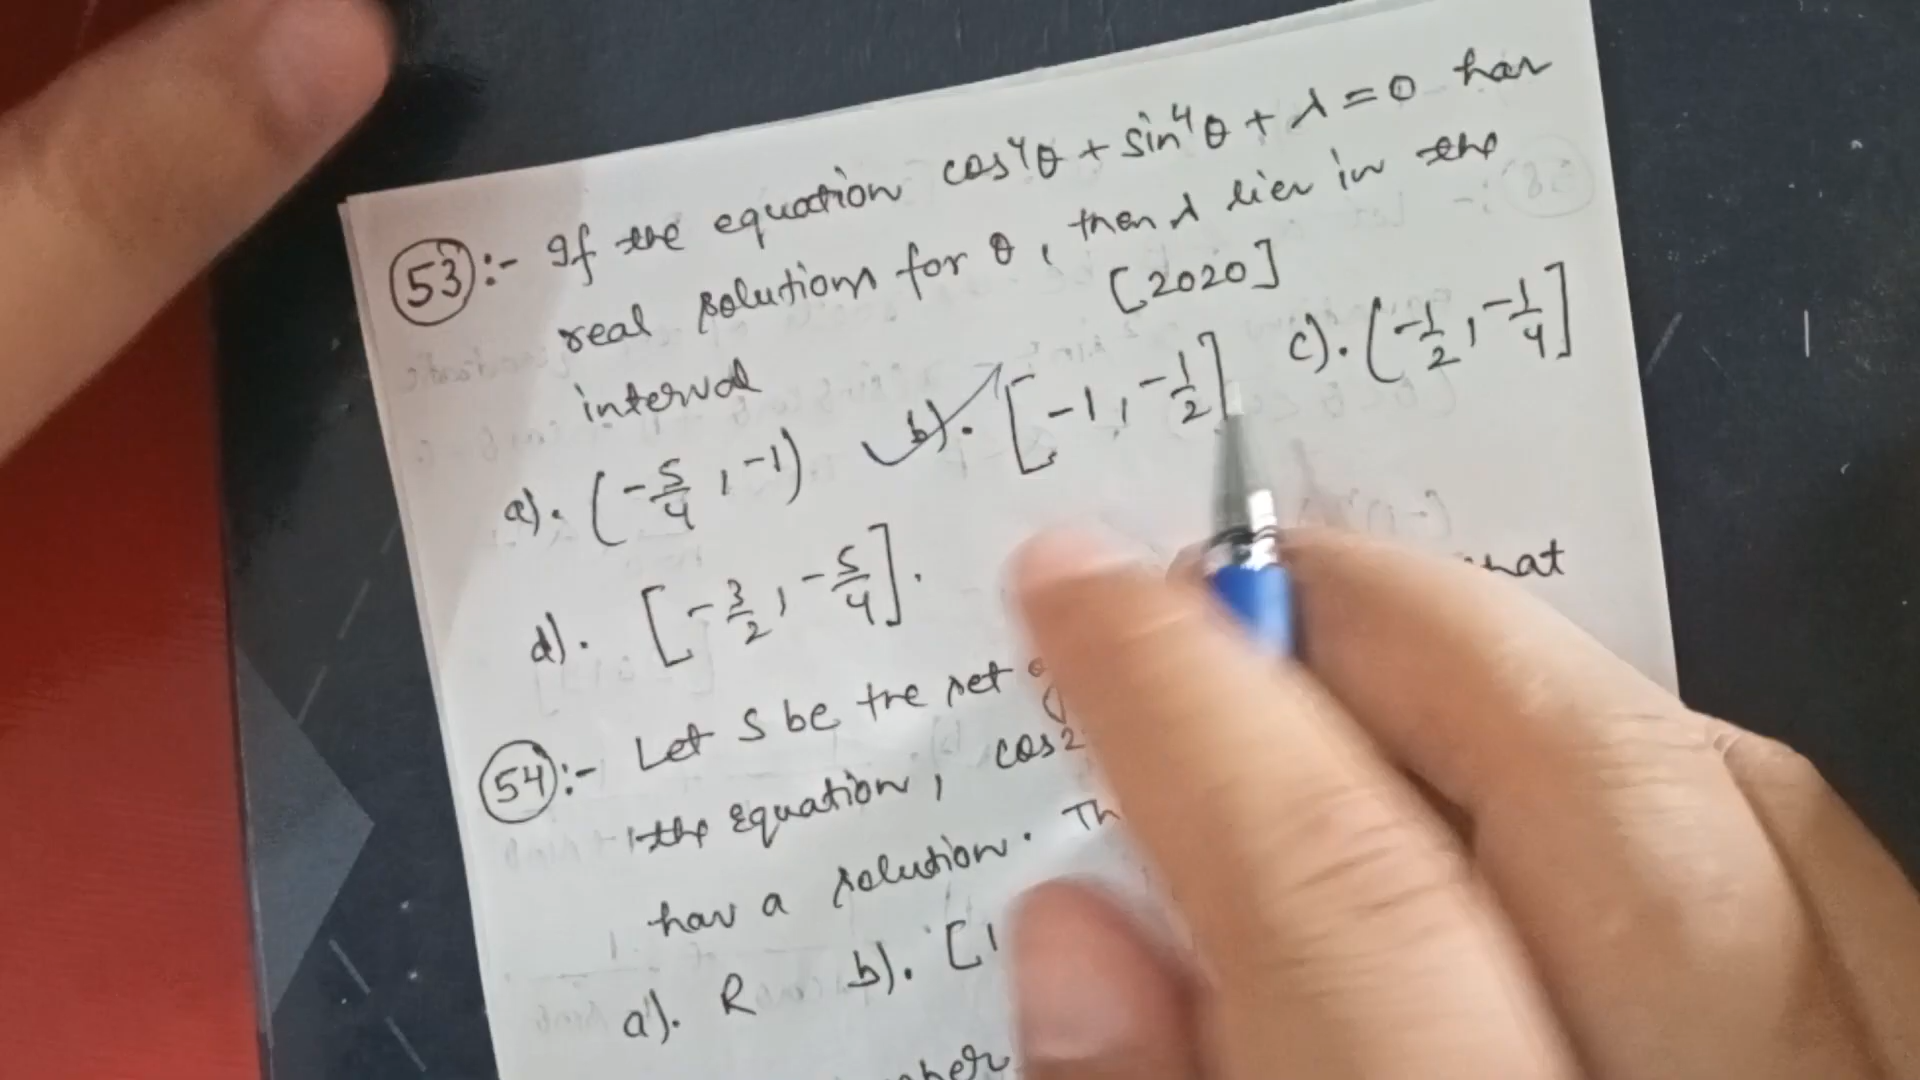 53:- If the equation cos⁴θ + sin⁴θ + λ = 0 has
real solutions for θ, then λ lies in the
interval [2020]
a). (-5/4, -1) b). [-1, -1/2] c). (-1/2, -1/4]
d). [-3/2, -5/4].
54:- Let S be the set
the equation, cos2
have a solution.
a). R b). [1